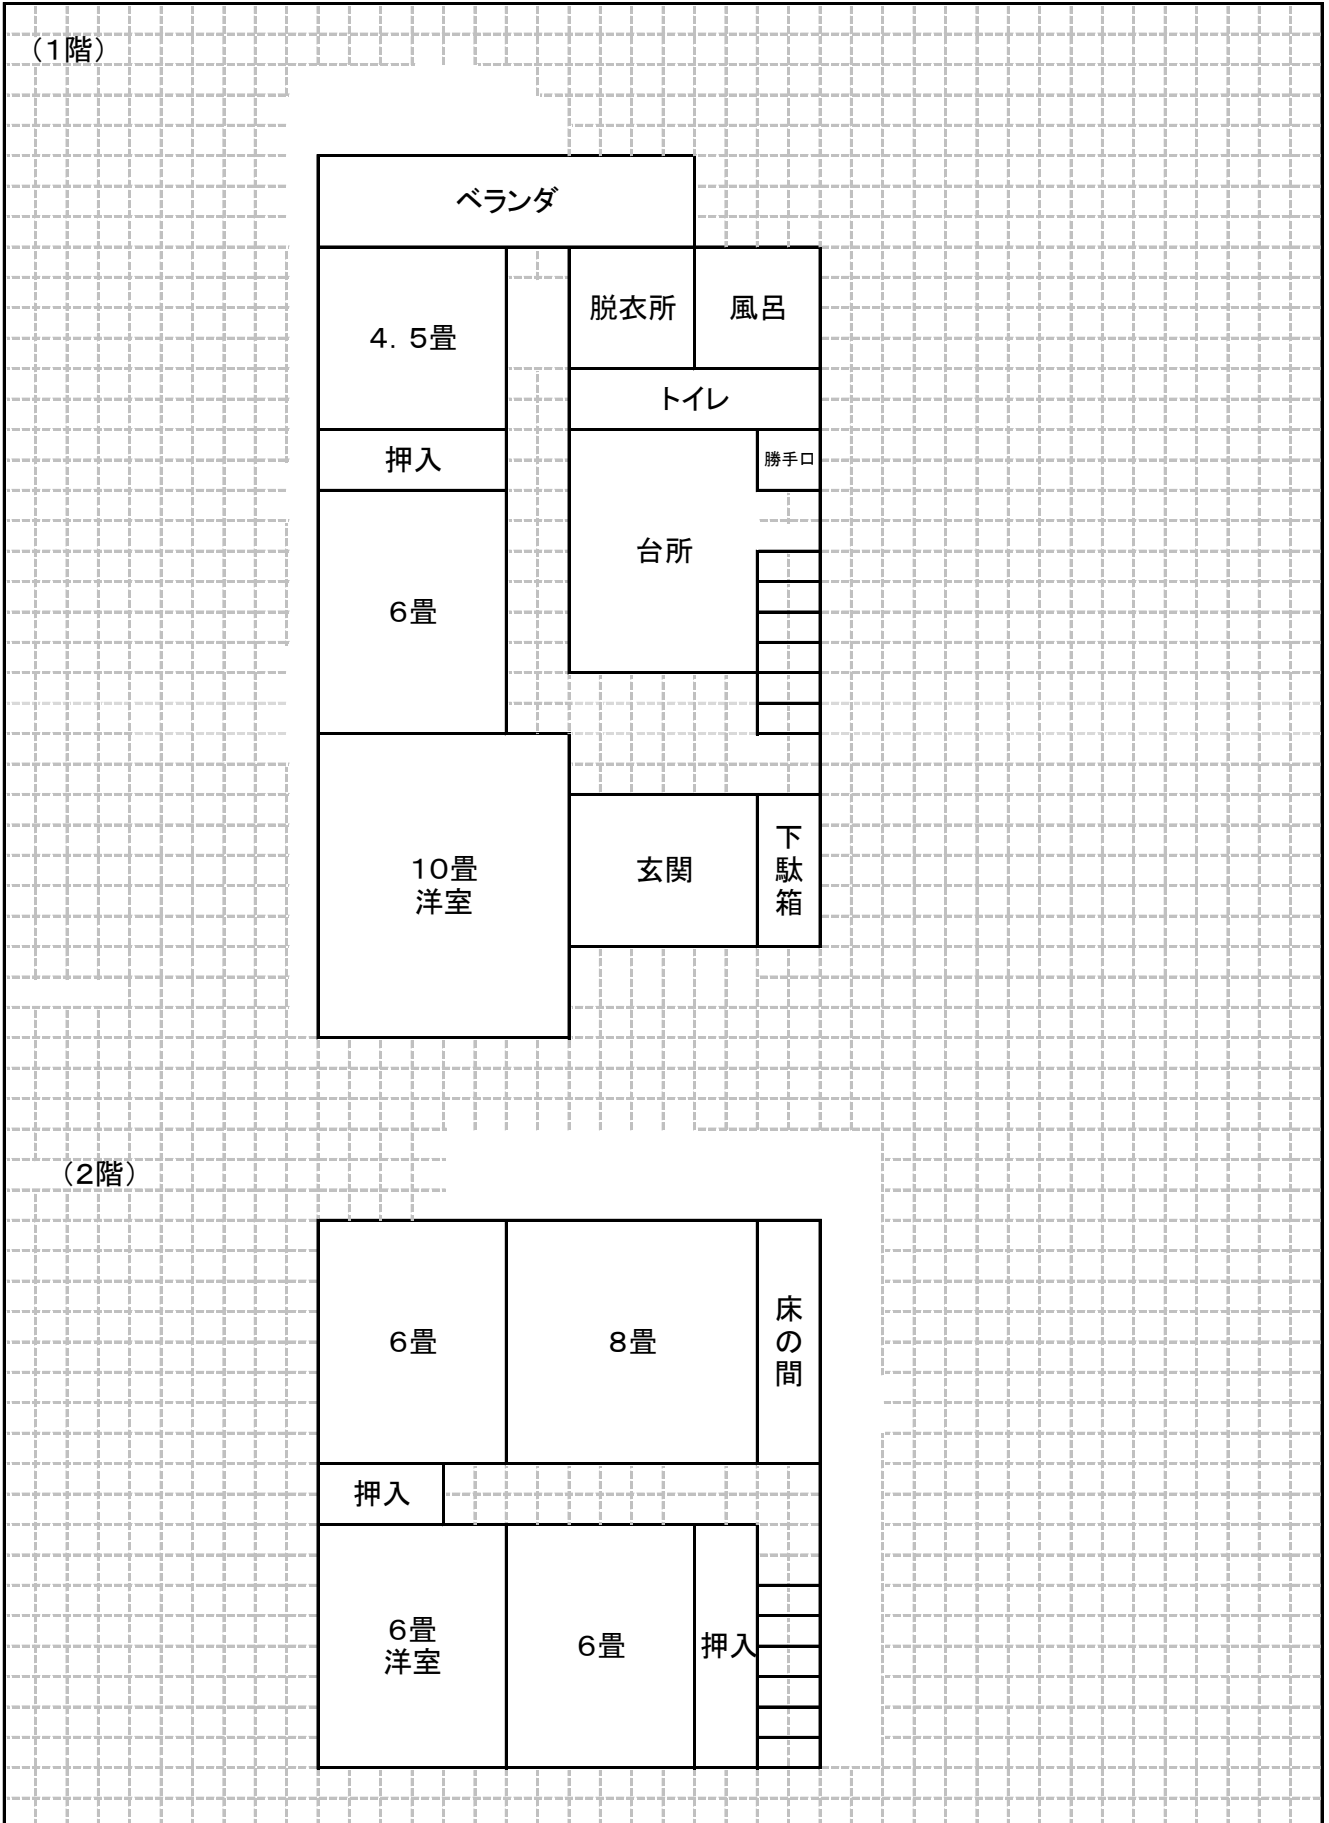 （１階）
ベランダ
４．５畳
脱衣所
風呂
トイレ
押入
勝手口
台所
６畳
１０畳
洋室
玄関
下
駄
箱
（２階）
６畳
８畳
床
の
間
押入
６畳
洋室
６畳
押入